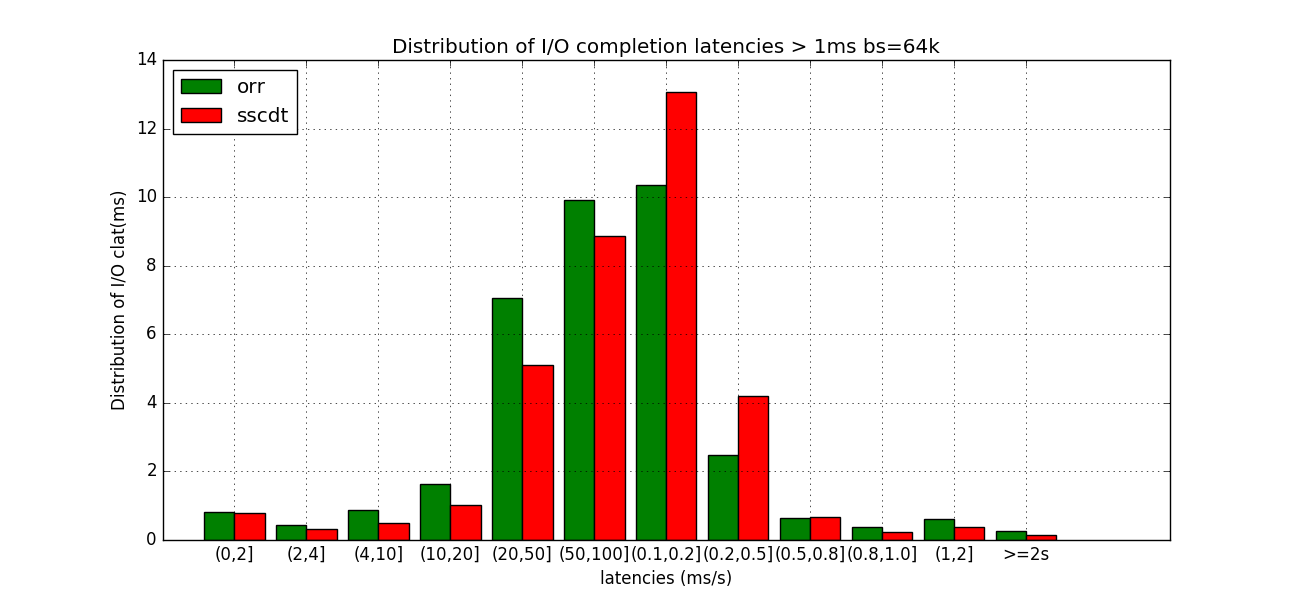 Distribution of I/O completion latencies > 1ms bs=64k
14
12
10
8
6
4
2
0
Distribution of I/O clat(ms)
orr
sscdt
(0,2] (2,4] (4,10] (10,20] (20,50] (50,100] (0.1,0.2] (0.2,0.5] (0.5,0.8] (0.8,1.0] (1,2] >=2s
latencies (ms/s)